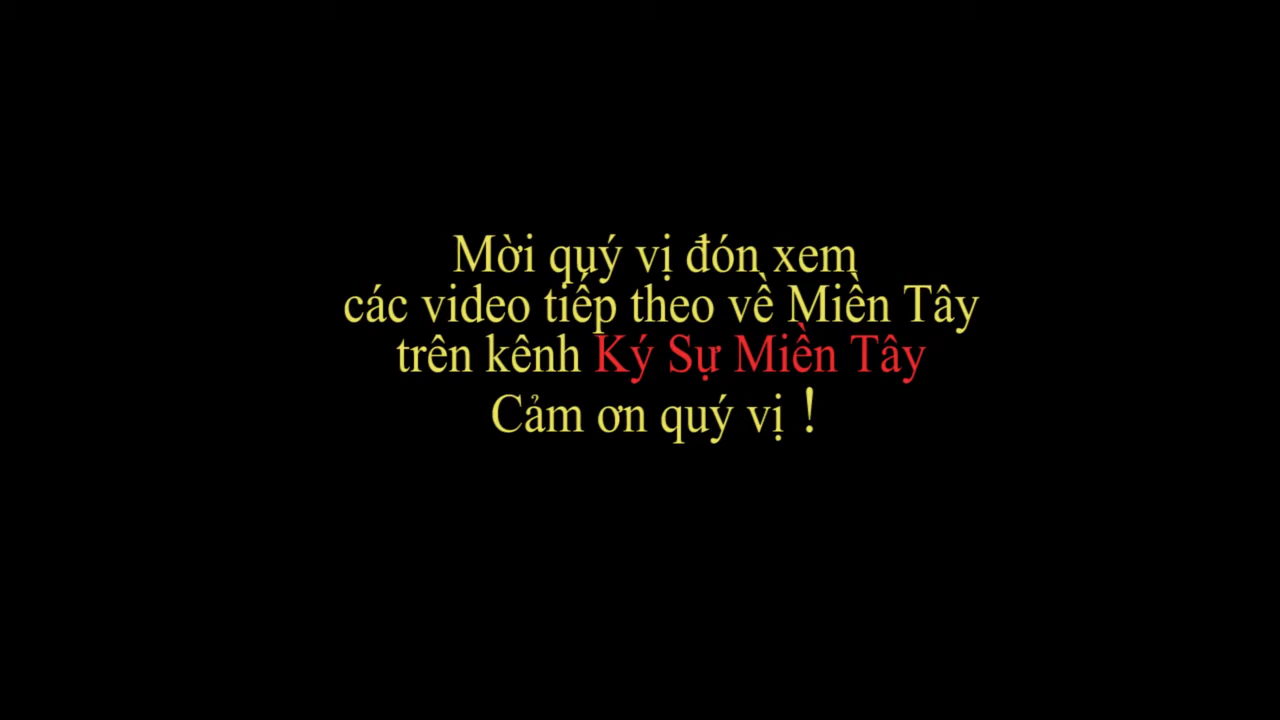 Mời quý vị đón xem
các video tiếp theo về Miền Tây
trên kênh Ký Sự Miền Tây
Cảm ơn quý vị !